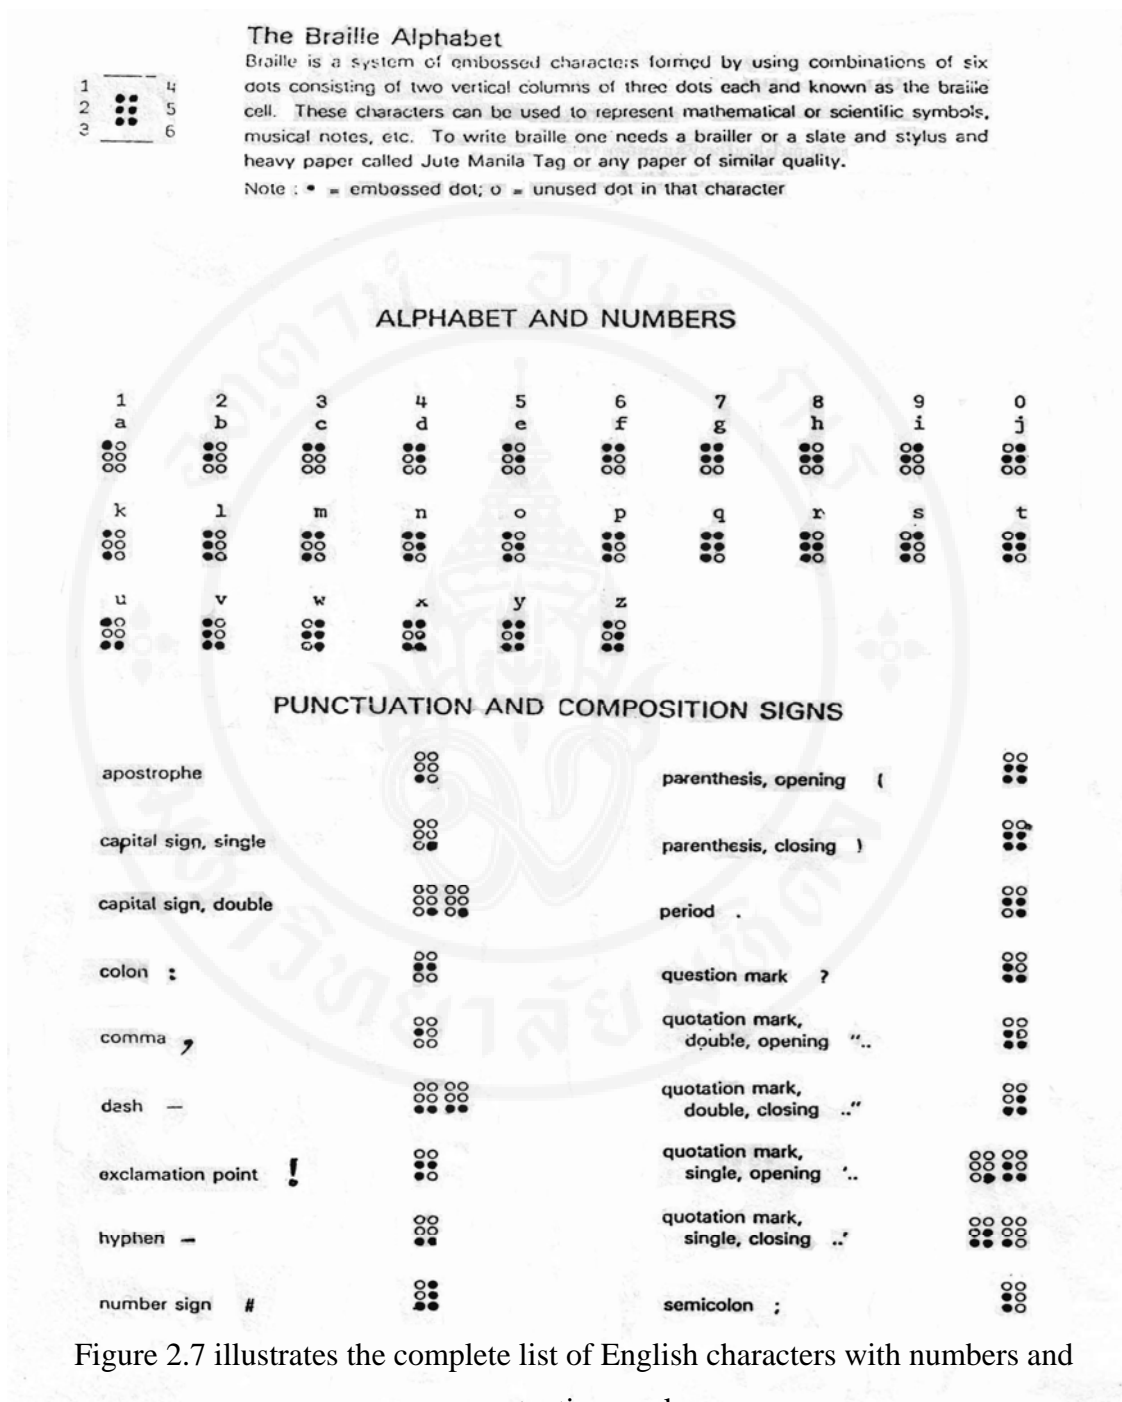 The Braille Alphabet
Braille is a system of embossed characters formed by using combinations of six
dots consisting of two vertical columns of three dots each and known as the braille
cell. These characters can be used to represent mathematical or scientific symbols,
musical notes, etc. To write braille one needs a brailler or a slate and stylus and
heavy paper called Jute Manila Tag or any paper of similar quality.
Note : • = embossed dot; o = unused dot in that character
1 4
2 5
3 6
ALPHABET AND NUMBERS
1 2 3 4 5 6 7 8 9 0
a b c d e f g h i j
k l m n o p q r s t
u v w x y z
PUNCTUATION AND COMPOSITION SIGNS
apostrophe
capital sign, single
capital sign, double
colon :
comma ,
dash —
exclamation point !
hyphen –
number sign #
parenthesis, opening (
parenthesis, closing )
period .
question mark ?
quotation mark,
double, opening “..
quotation mark,
double, closing ..”
quotation mark,
single, opening ‘..
quotation mark,
single, closing ..’
semicolon ;
Figure 2.7 illustrates the complete list of English characters with numbers and